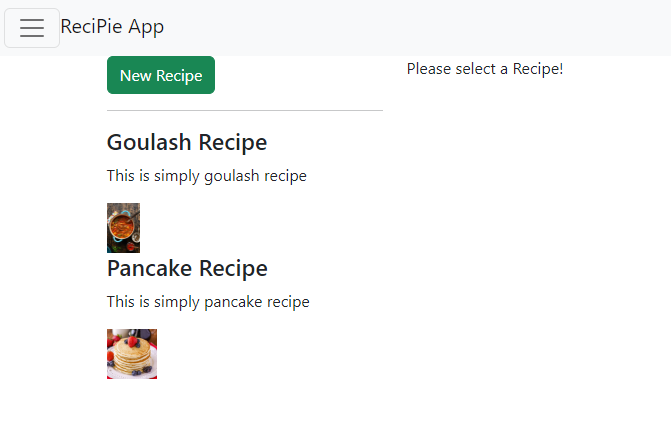 ReciPie App
New Recipe
Please select a Recipe!
Goulash Recipe
This is simply goulash recipe
Pancake Recipe
This is simply pancake recipe